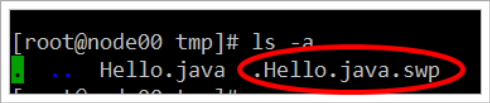 [root@node00 tmp]# ls -a
. .. Hello.java .Hello.java.swp